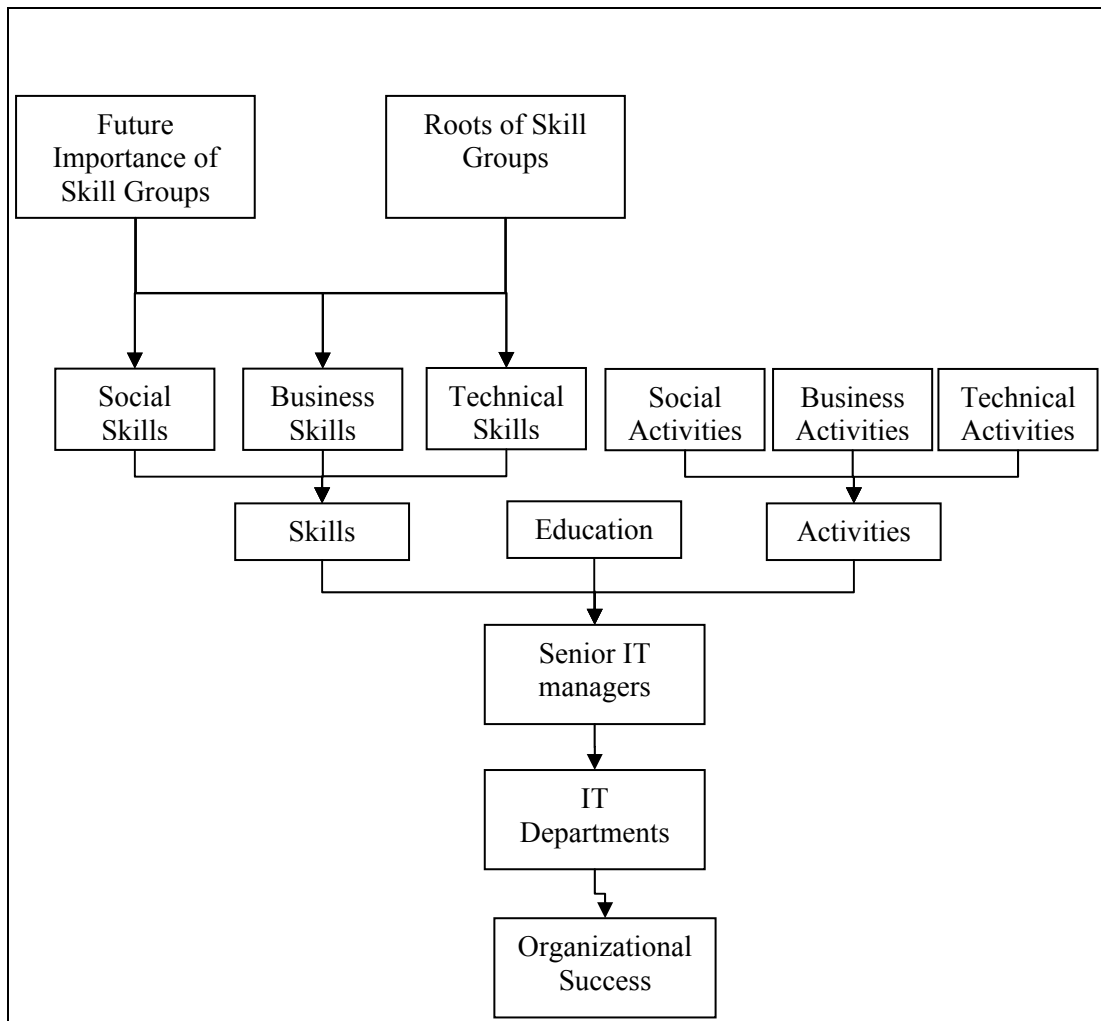 Future
Importance of
Skill Groups
Roots of Skill
Groups
Social
Skills
Business
Skills
Technical
Skills
Social
Activities
Business
Activities
Technical
Activities
Skills
Education
Activities
Senior IT
managers
IT
Departments
Organizational
Success